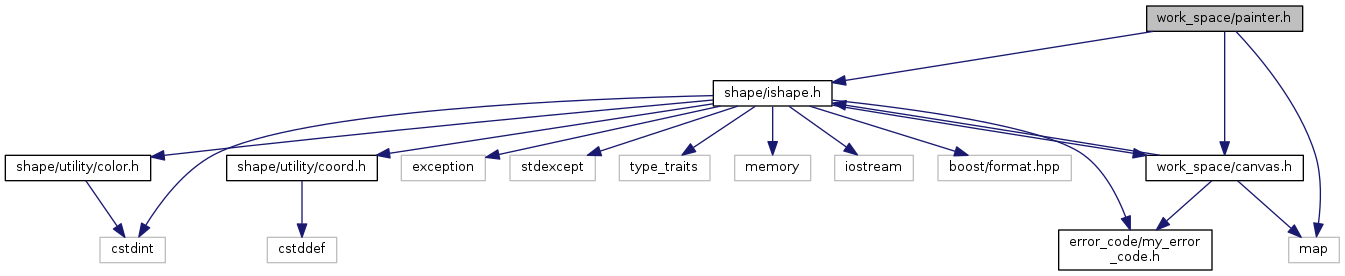 work_space/painter.h
shape/ishape.h
shape/utility/color.h
shape/utility/coord.h
exception
stdexcept
type_traits
memory
iostream
boost/format.hpp
work_space/canvas.h
cstdint
cstddef
error_code/my_error
_code.h
map